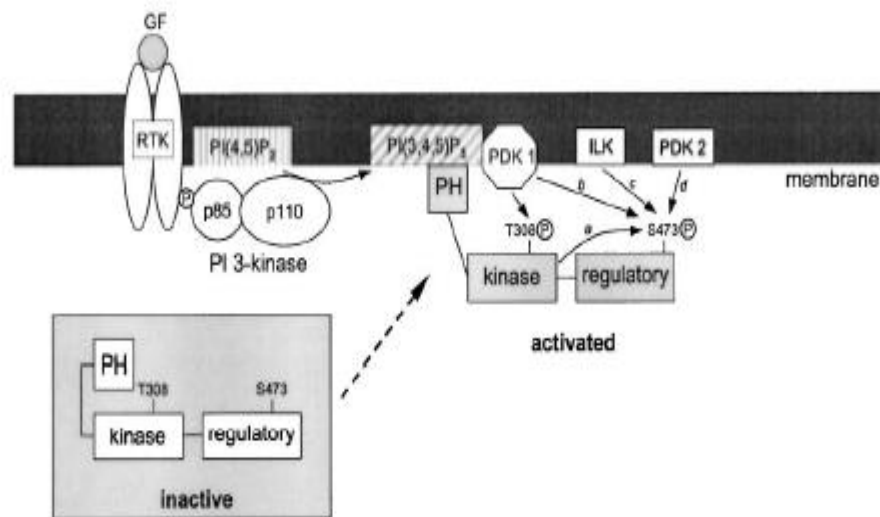 GF
RTK
PI(4,5)P2
PI(3,4,5)P3
PDK 1
ILK
PDK 2
membrane
P
p85
p110
PI 3-kinase
PH
b
c
d
T308 P
a
S473 P
kinase
regulatory
activated
PH
T308
S473
kinase
regulatory
inactive